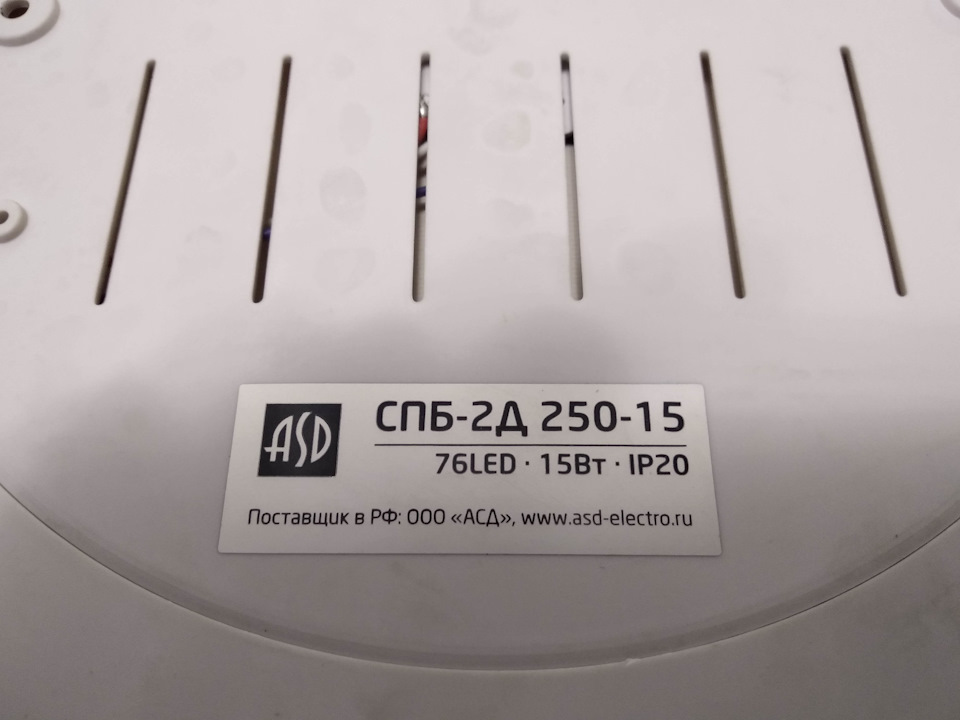 ASD
СПБ-2Д 250-15
76LED · 15Вт · IP20
Поставщик в РФ: ООО «АСД», www.asd-electro.ru